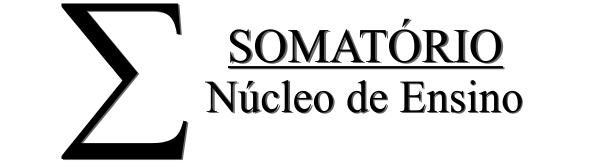 Σ
SOMATÓRIO
Núcleo de Ensino